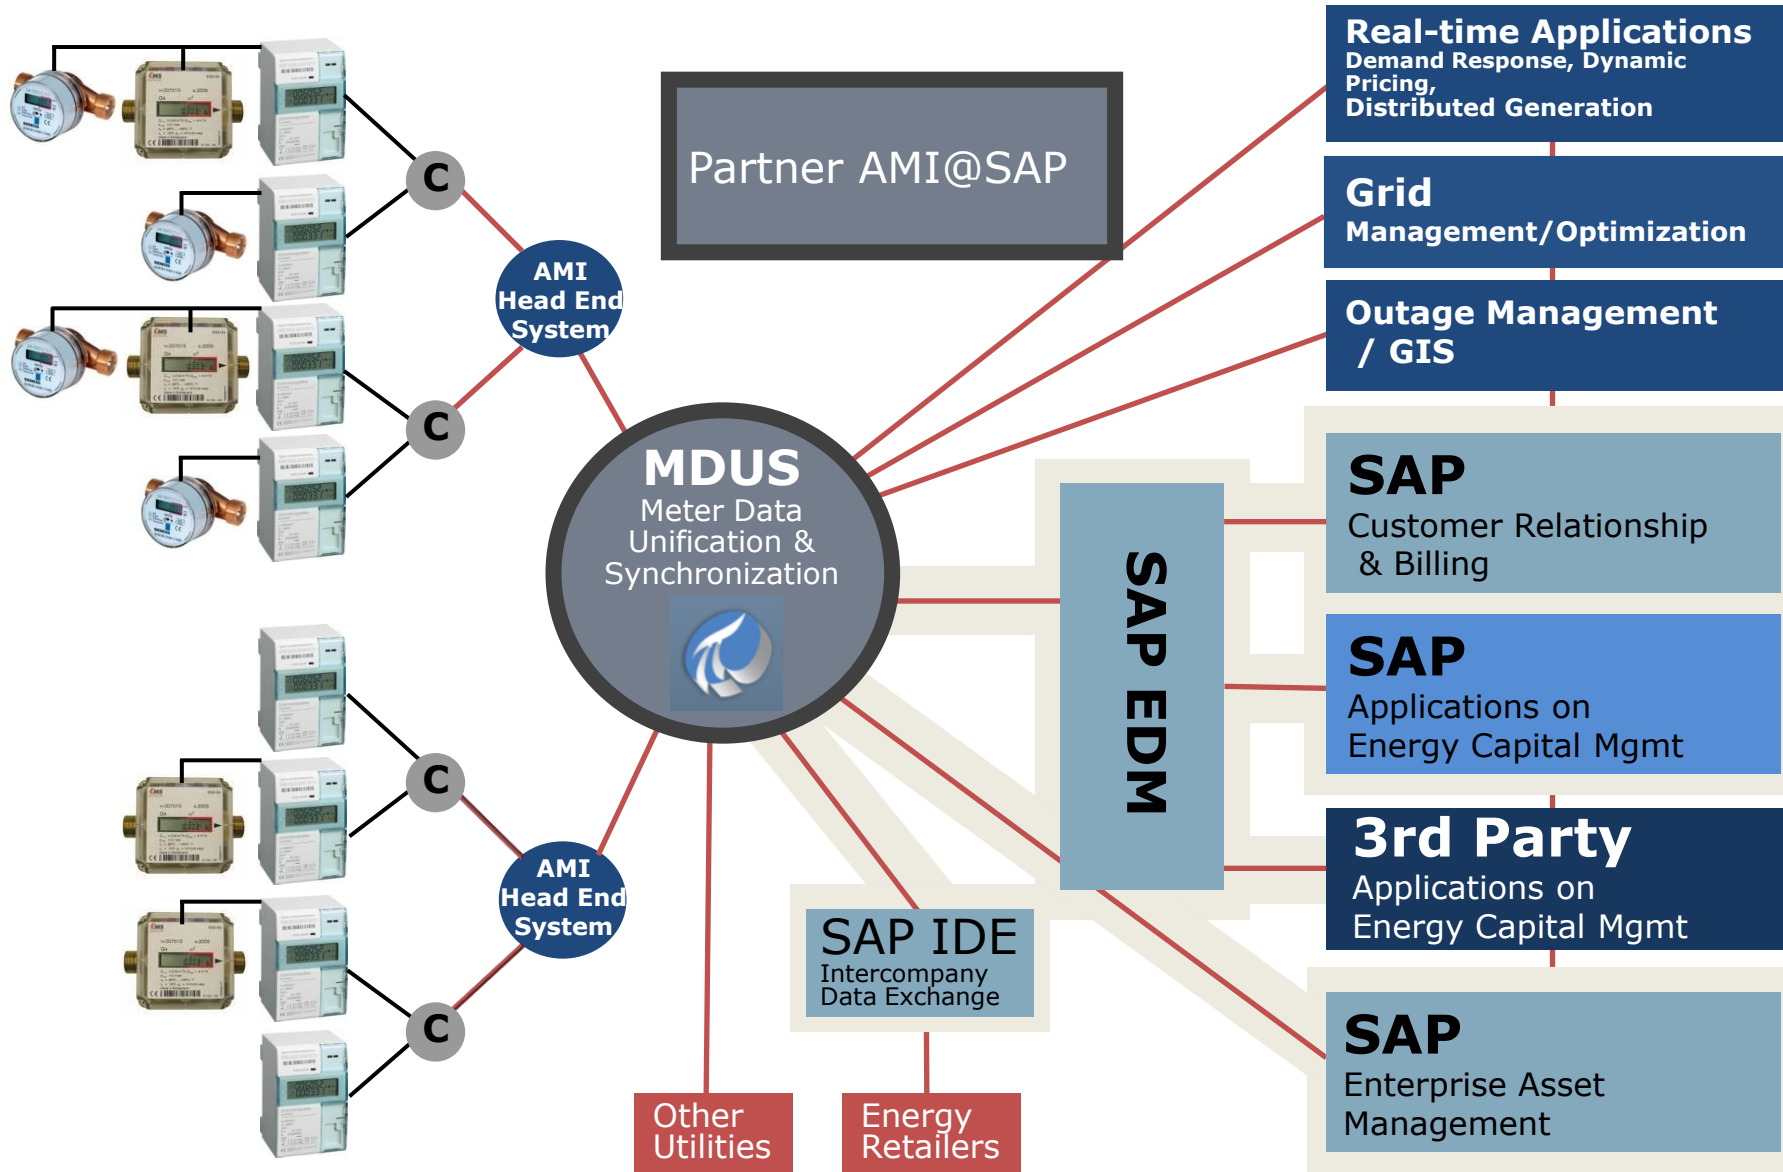 Real-time Applications
Demand Response, Dynamic
Pricing,
Distributed Generation
Partner AMI@SAP
Grid
Management/Optimization
C
AMI
Head End
System
Outage Management
/ GIS
C
MDUS
Meter Data
Unification &
Synchronization
SAP EDM
SAP
Customer Relationship
& Billing
SAP
Applications on
Energy Capital Mgmt
C
AMI
Head End
System
3rd Party
Applications on
Energy Capital Mgmt
SAP IDE
Intercompany
Data Exchange
C
SAP
Enterprise Asset
Management
Other
Utilities
Energy
Retailers